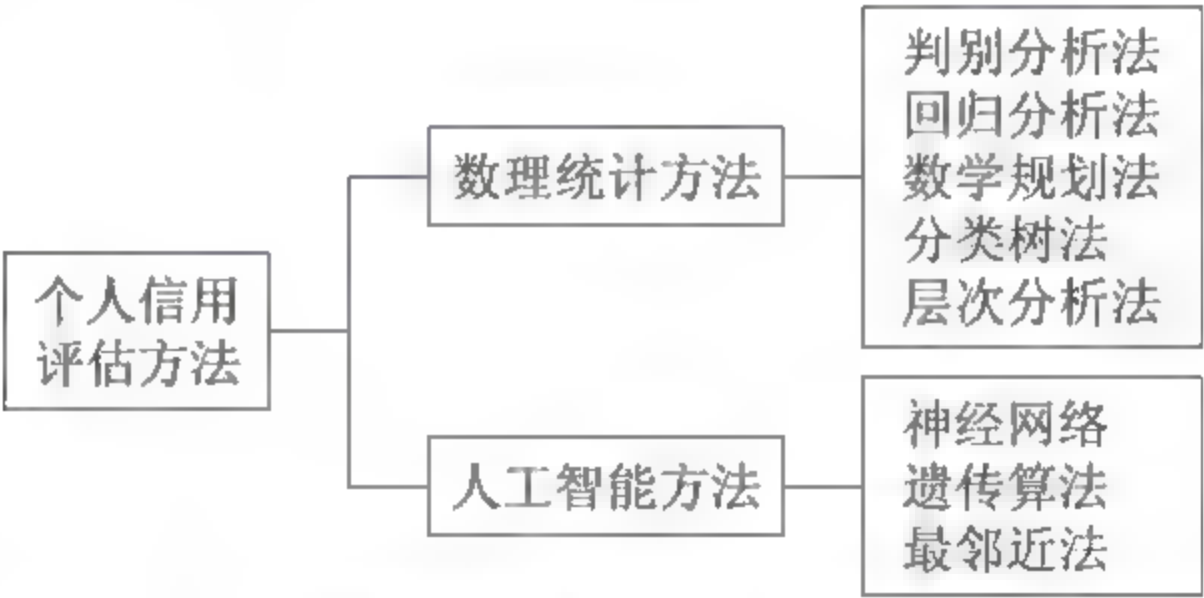 个人信用
评估方法
数理统计方法
判别分析法
回归分析法
数学规划法
分类树法
层次分析法
人工智能方法
神经网络
遗传算法
最邻近法